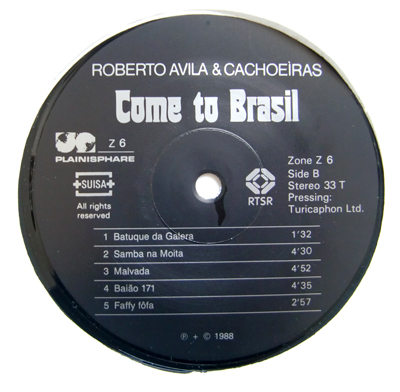 ROBERTO AVILA & CACHOEÌRAS
Come to Brasil
Z 6
PLAINISPHARE
SUISA
All rights
reserved
Zone Z 6
Side B
Stereo 33 T
Pressing:
Turicaphon Ltd.
RTSR
1 Batuque da Galera 1'32
2 Samba na Moita 4'30
3 Malvada 4'52
4 Baião 171 4'35
5 Faffy fôfa 2'57
℗ + © 1988